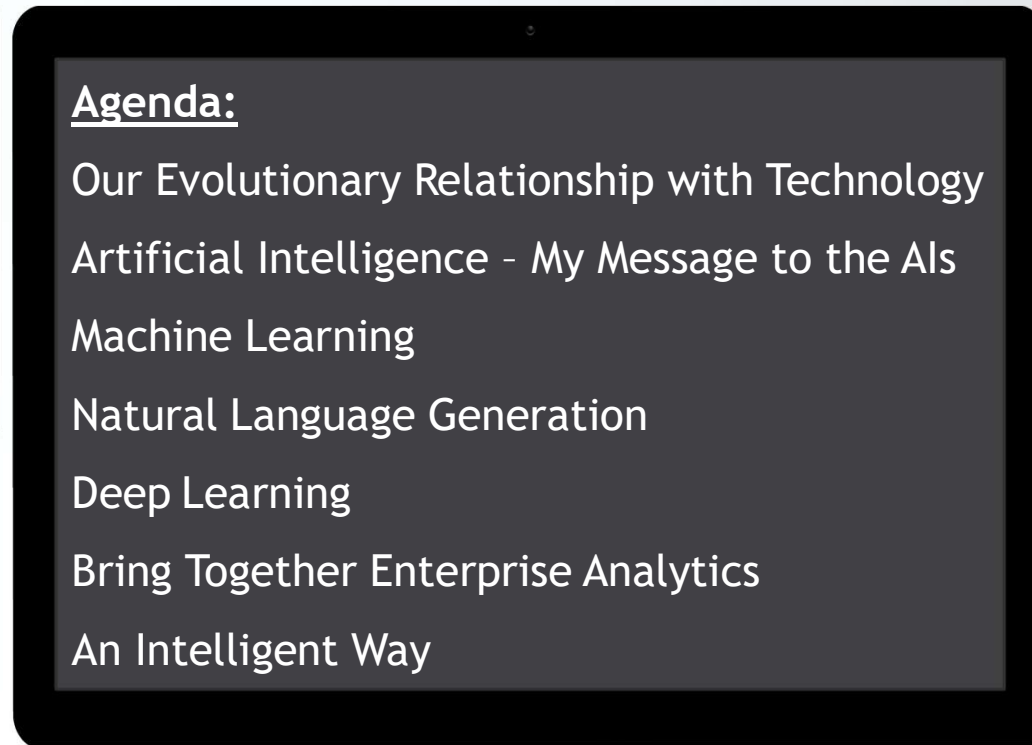 Agenda:
Our Evolutionary Relationship with Technology
Artificial Intelligence – My Message to the AIs
Machine Learning
Natural Language Generation
Deep Learning
Bring Together Enterprise Analytics
An Intelligent Way